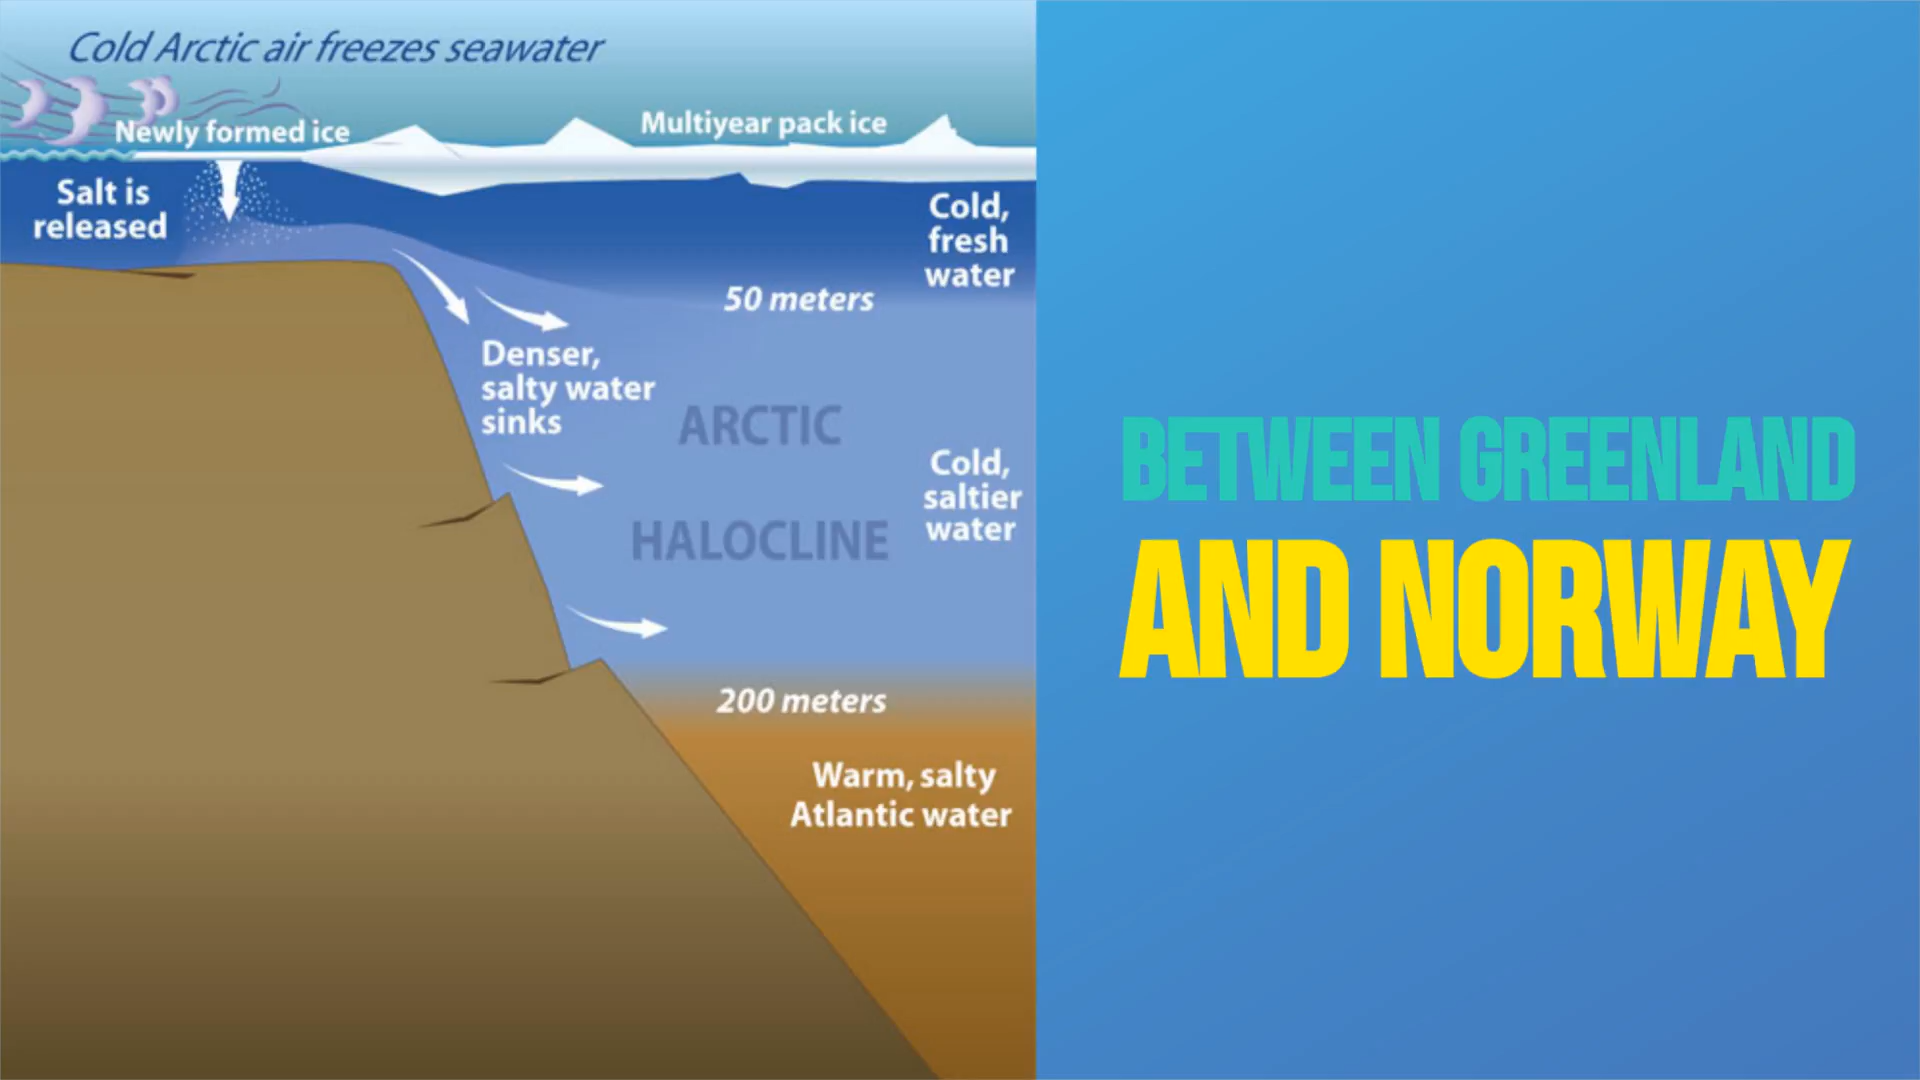 Cold Arctic air freezes seawater
Newly formed ice
Multiyear pack ice
Salt is
released
Cold,
fresh
water
50 meters
Denser,
salty water
sinks
ARCTIC
HALOCLINE
Cold,
saltier
water
200 meters
Warm, salty
Atlantic water
BETWEEN GREENLAND
AND NORWAY